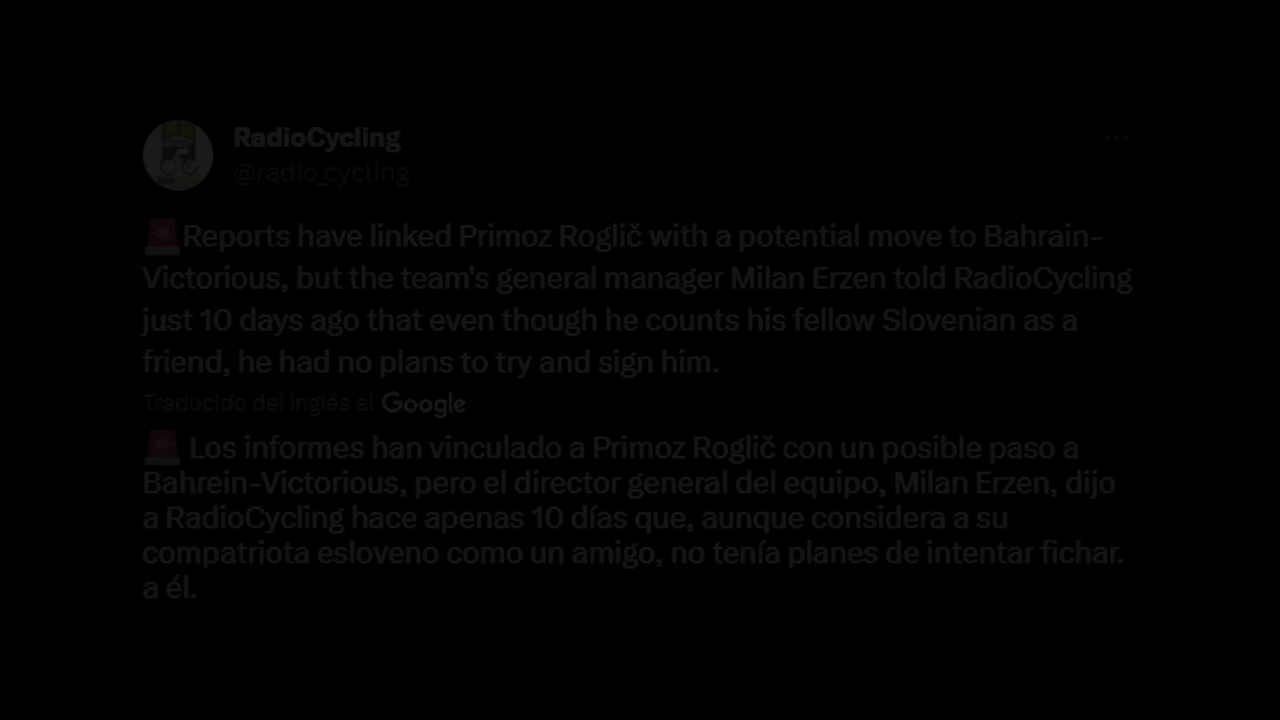 RadioCycling
@radio_cycling
🚨Reports have linked Primoz Roglič with a potential move to Bahrain-
Victorious, but the team's general manager Milan Erzen told RadioCycling
just 10 days ago that even though he counts his fellow Slovenian as a
friend, he had no plans to try and sign him.
Traducido del inglés al Google
🚨 Los informes han vinculado a Primoz Roglič con un posible paso a
Bahrein-Victorious, pero el director general del equipo, Milan Erzen, dijo
a RadioCycling hace apenas 10 días que, aunque considera a su
compatriota esloveno como un amigo, no tenía planes de intentar fichar.
a él.